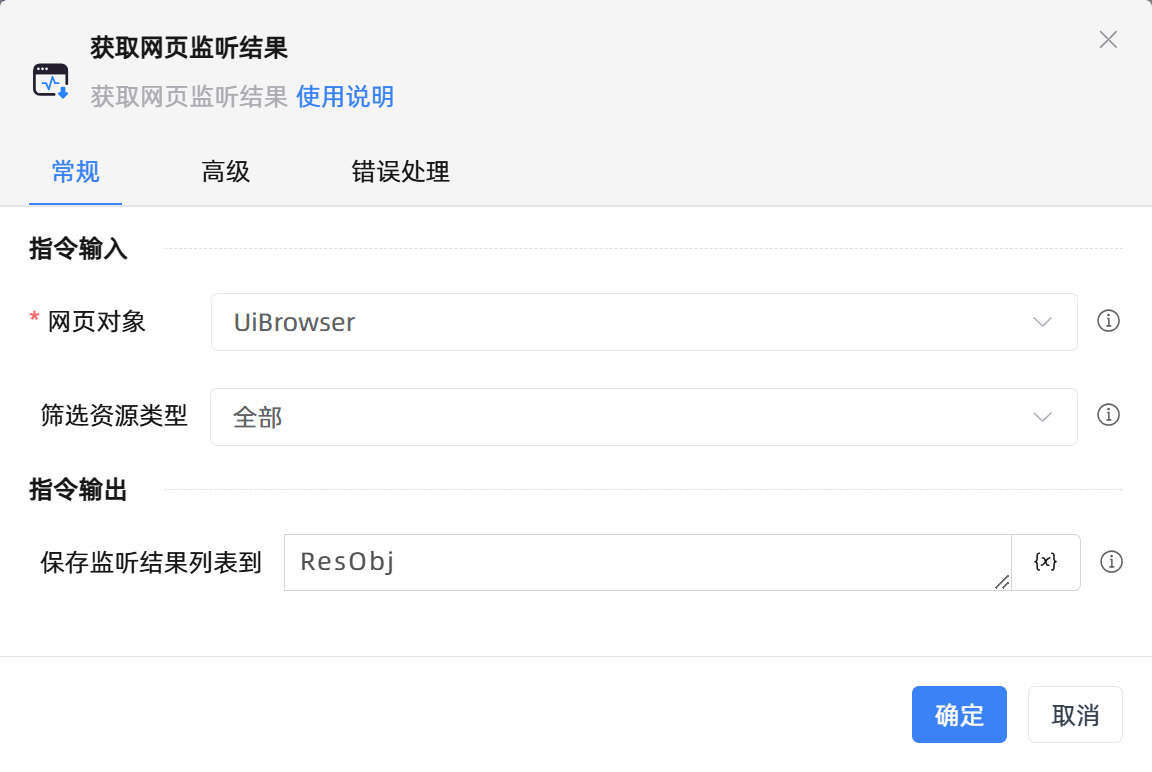 获取网页监听结果
获取网页监听结果 使用说明
常规 高级 错误处理
指令输入
* 网页对象 UiBrowser
筛选资源类型 全部
指令输出
保存监听结果列表到 ResObj {x}
确定 取消